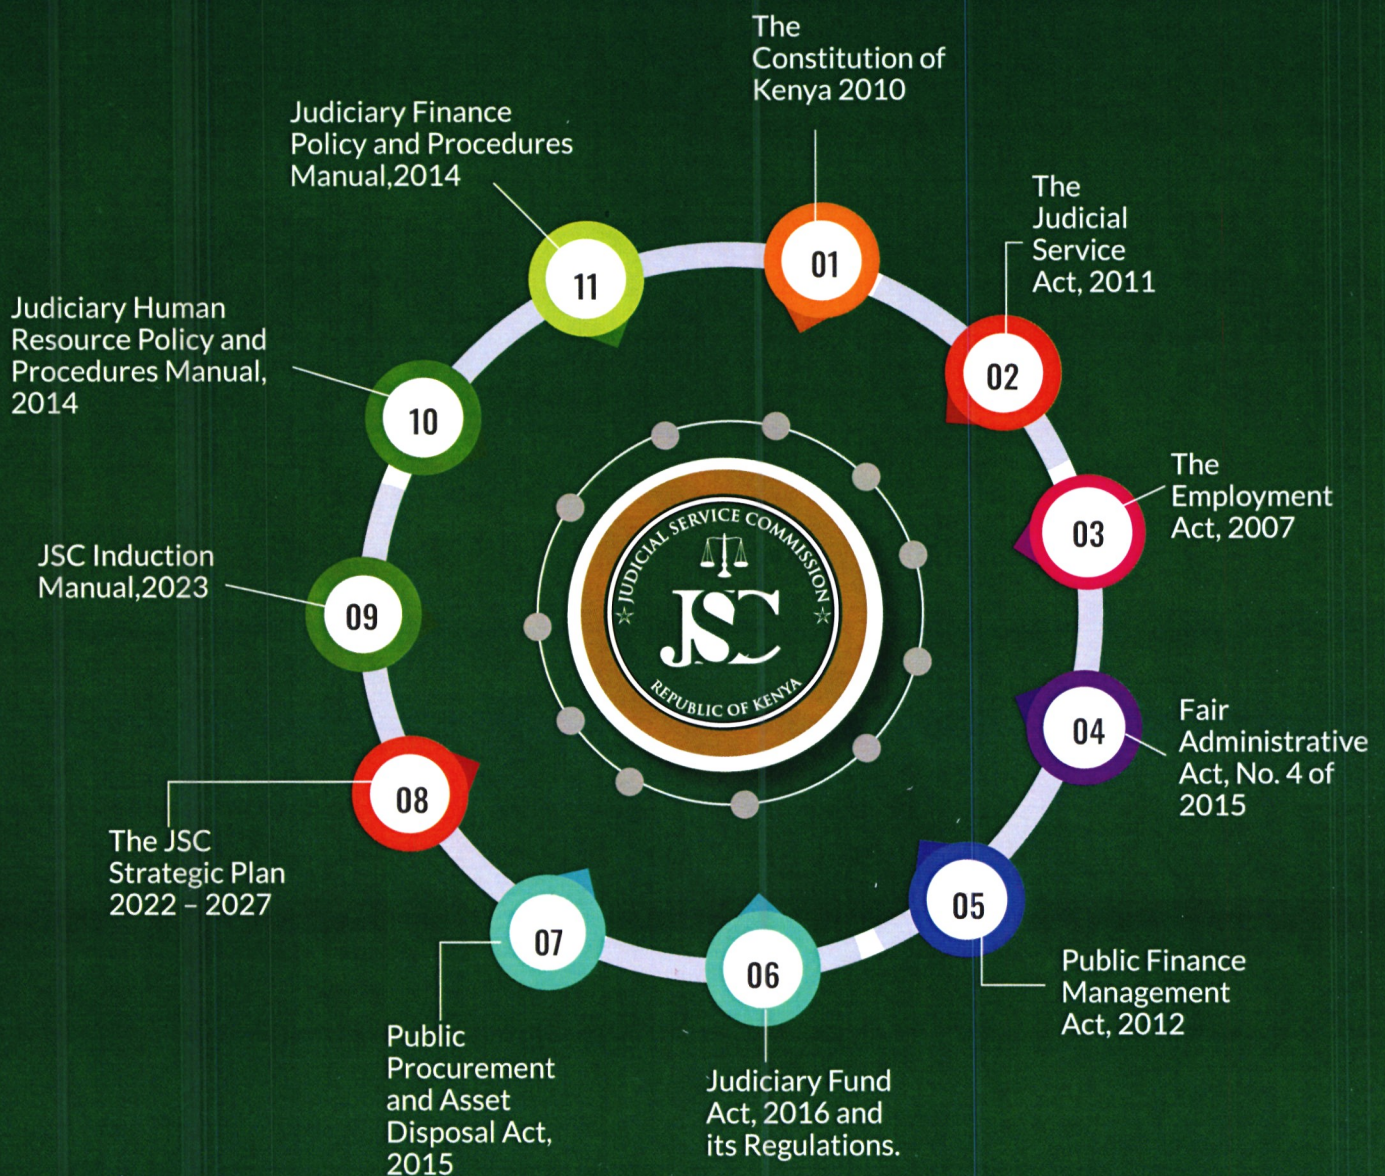 01
The
Constitution of
Kenya 2010
02
The
Judicial
Service
Act, 2011
03
The
Employment
Act, 2007
04
Fair
Administrative
Act, No. 4 of
2015
05
Public Finance
Management
Act, 2012
06
Judiciary Fund
Act, 2016 and
its Regulations.
07
Public
Procurement
and Asset
Disposal Act,
2015
08
The JSC
Strategic Plan
2022 – 2027
09
JSC Induction
Manual,2023
10
Judiciary Human
Resource Policy and
Procedures Manual,
2014
11
Judiciary Finance
Policy and Procedures
Manual,2014
JUDICIAL SERVICE COMMISSION
JSC
REPUBLIC OF KENYA